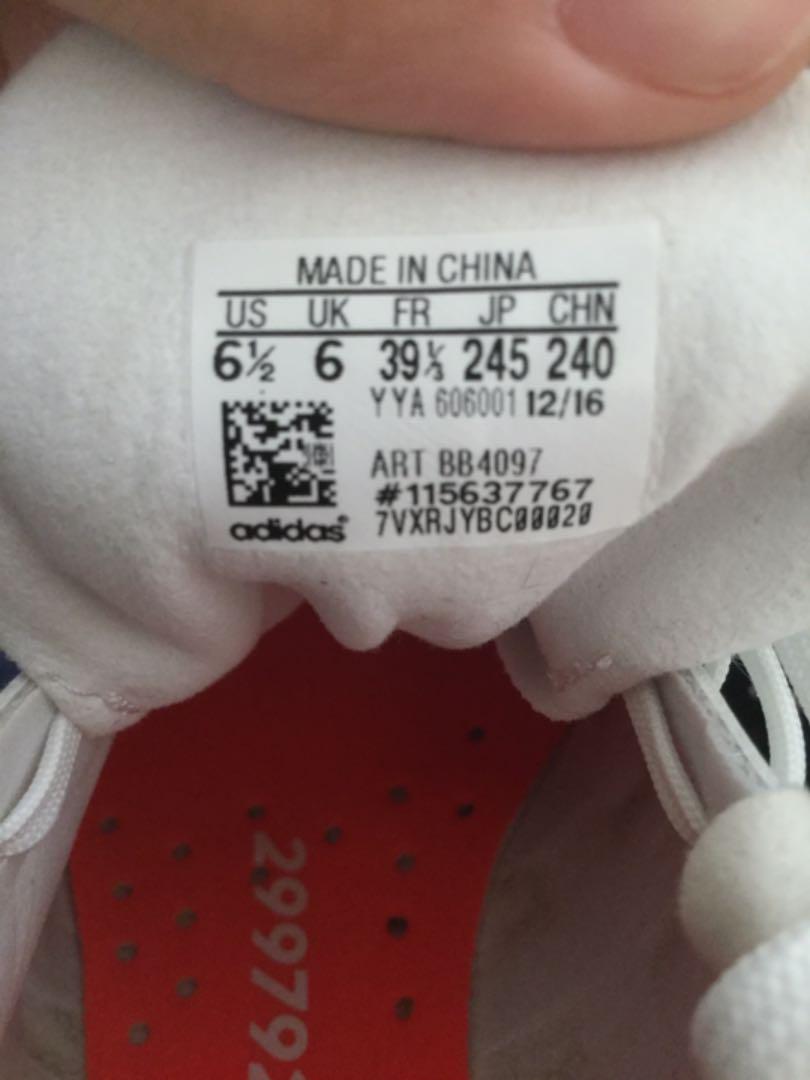 MADE IN CHINA
US UK FR JP CHN
6½ 6 39⅓ 245 240
YYA 606001 12/16
ART BB4097
#115637767
adidas® 7VXRJYBC00020